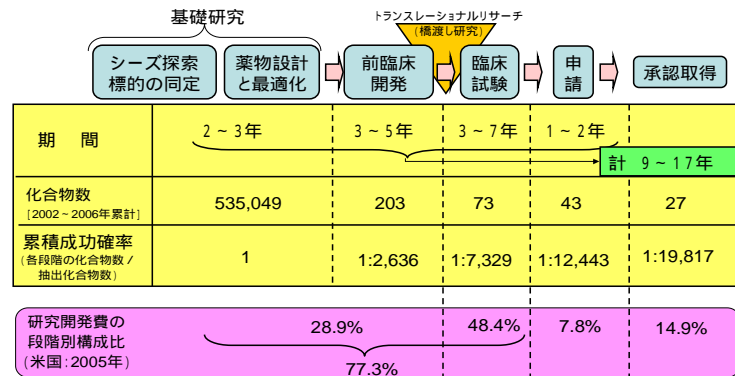 基礎研究
トランスレーショナルリサーチ
(橋渡し研究)
シーズ探索
標的の同定
薬物設計
と最適化
前臨床
開発
臨床
試験
申
請
承認取得
期 間
2~3年
3~5年
3~7年
1~2年
計 9~17年
化合物数
[2002~2006年累計]
535,049
203
73
43
27
累積成功確率
(各段階の化合物数/
抽出化合物数)
1
1:2,636
1:7,329
1:12,443
1:19,817
研究開発費の
段階別構成比
(米国:2005年)
28.9%
48.4%
7.8%
14.9%
77.3%